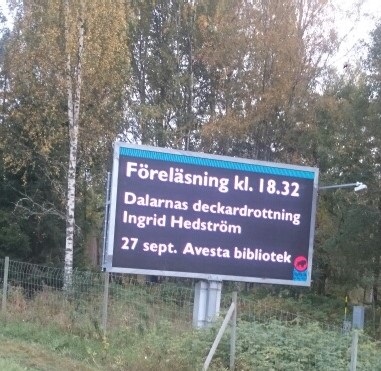 Föreläsning kl. 18.32
Dalarnas deckardrottning
Ingrid Hedström
27 sept. Avesta bibliotek